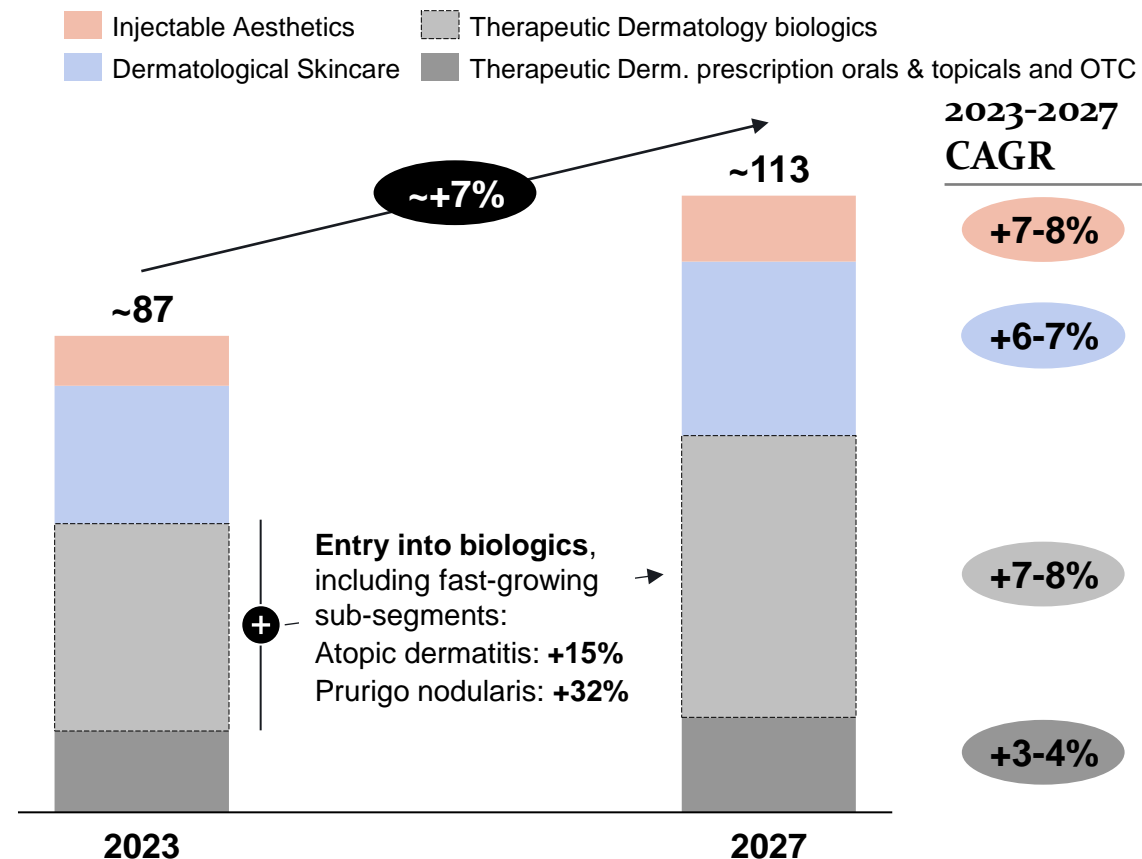 Injectable Aesthetics
Therapeutic Dermatology biologics
Dermatological Skincare
Therapeutic Derm. prescription orals & topicals and OTC
2023-2027
CAGR
~+7%
~113
+7-8%
~87
+6-7%
Entry into biologics,
including fast-growing
sub-segments:
Atopic dermatitis: +15%
Prurigo nodularis: +32%
+
+7-8%
+3-4%
2023
2027